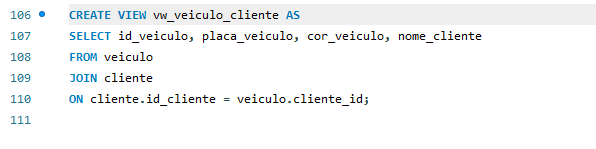 106 CREATE VIEW vw_veiculo_cliente AS
107 SELECT id_veiculo, placa_veiculo, cor_veiculo, nome_cliente
108 FROM veiculo
109 JOIN cliente
110 ON cliente.id_cliente = veiculo.cliente_id;
111